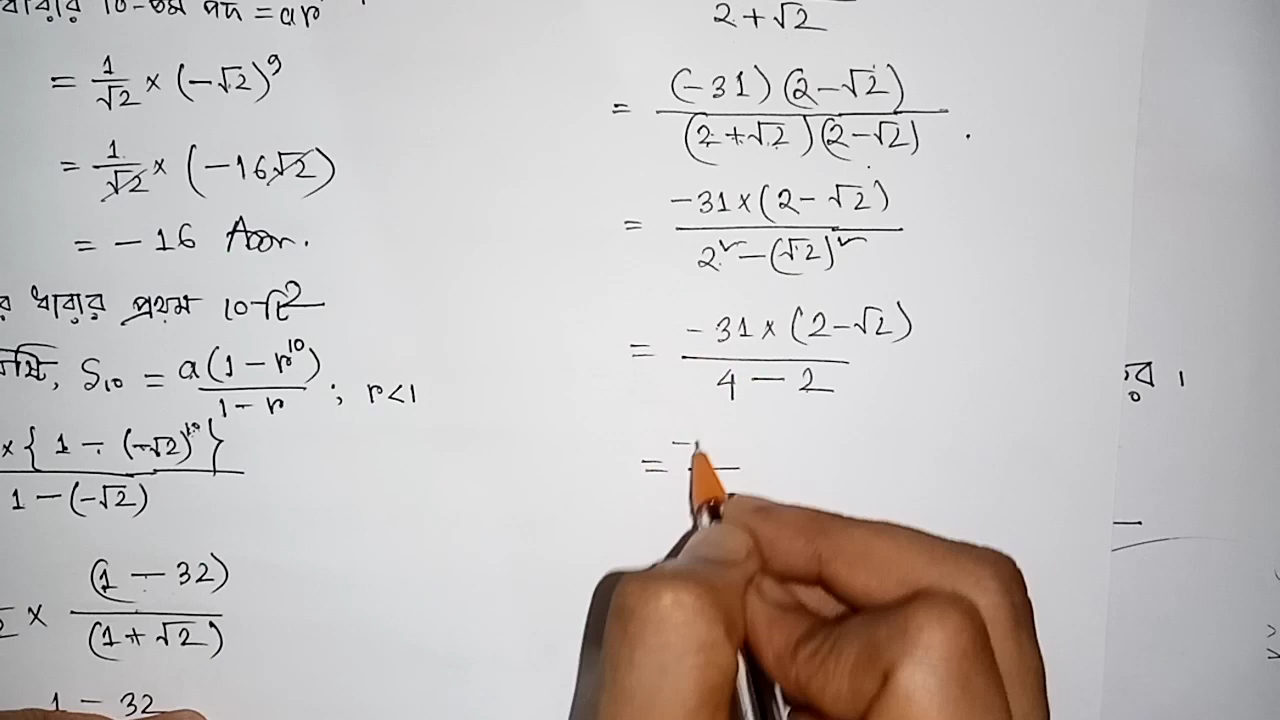 ধারার 10-তম পদ = ar
= 1/√2 × (-√2)⁹
= 1/√2 × (-16√2)
= -16 Ans.
ধারার প্রথম 10-টি
সমষ্টি, S₁₀ = a(1 - r¹⁰)/1 - r ; r<1
× { 1 - (-√2)¹⁰ }/1 - (-√2)
× (1 - 32)/(1 + √2)
1 - 32
2 + √2
= (-31)(2 - √2)/(2 + √2)(2 - √2) .
= -31 × (2 - √2)/2² - (√2)²
= -31 × (2 - √2)/4 - 2
= -